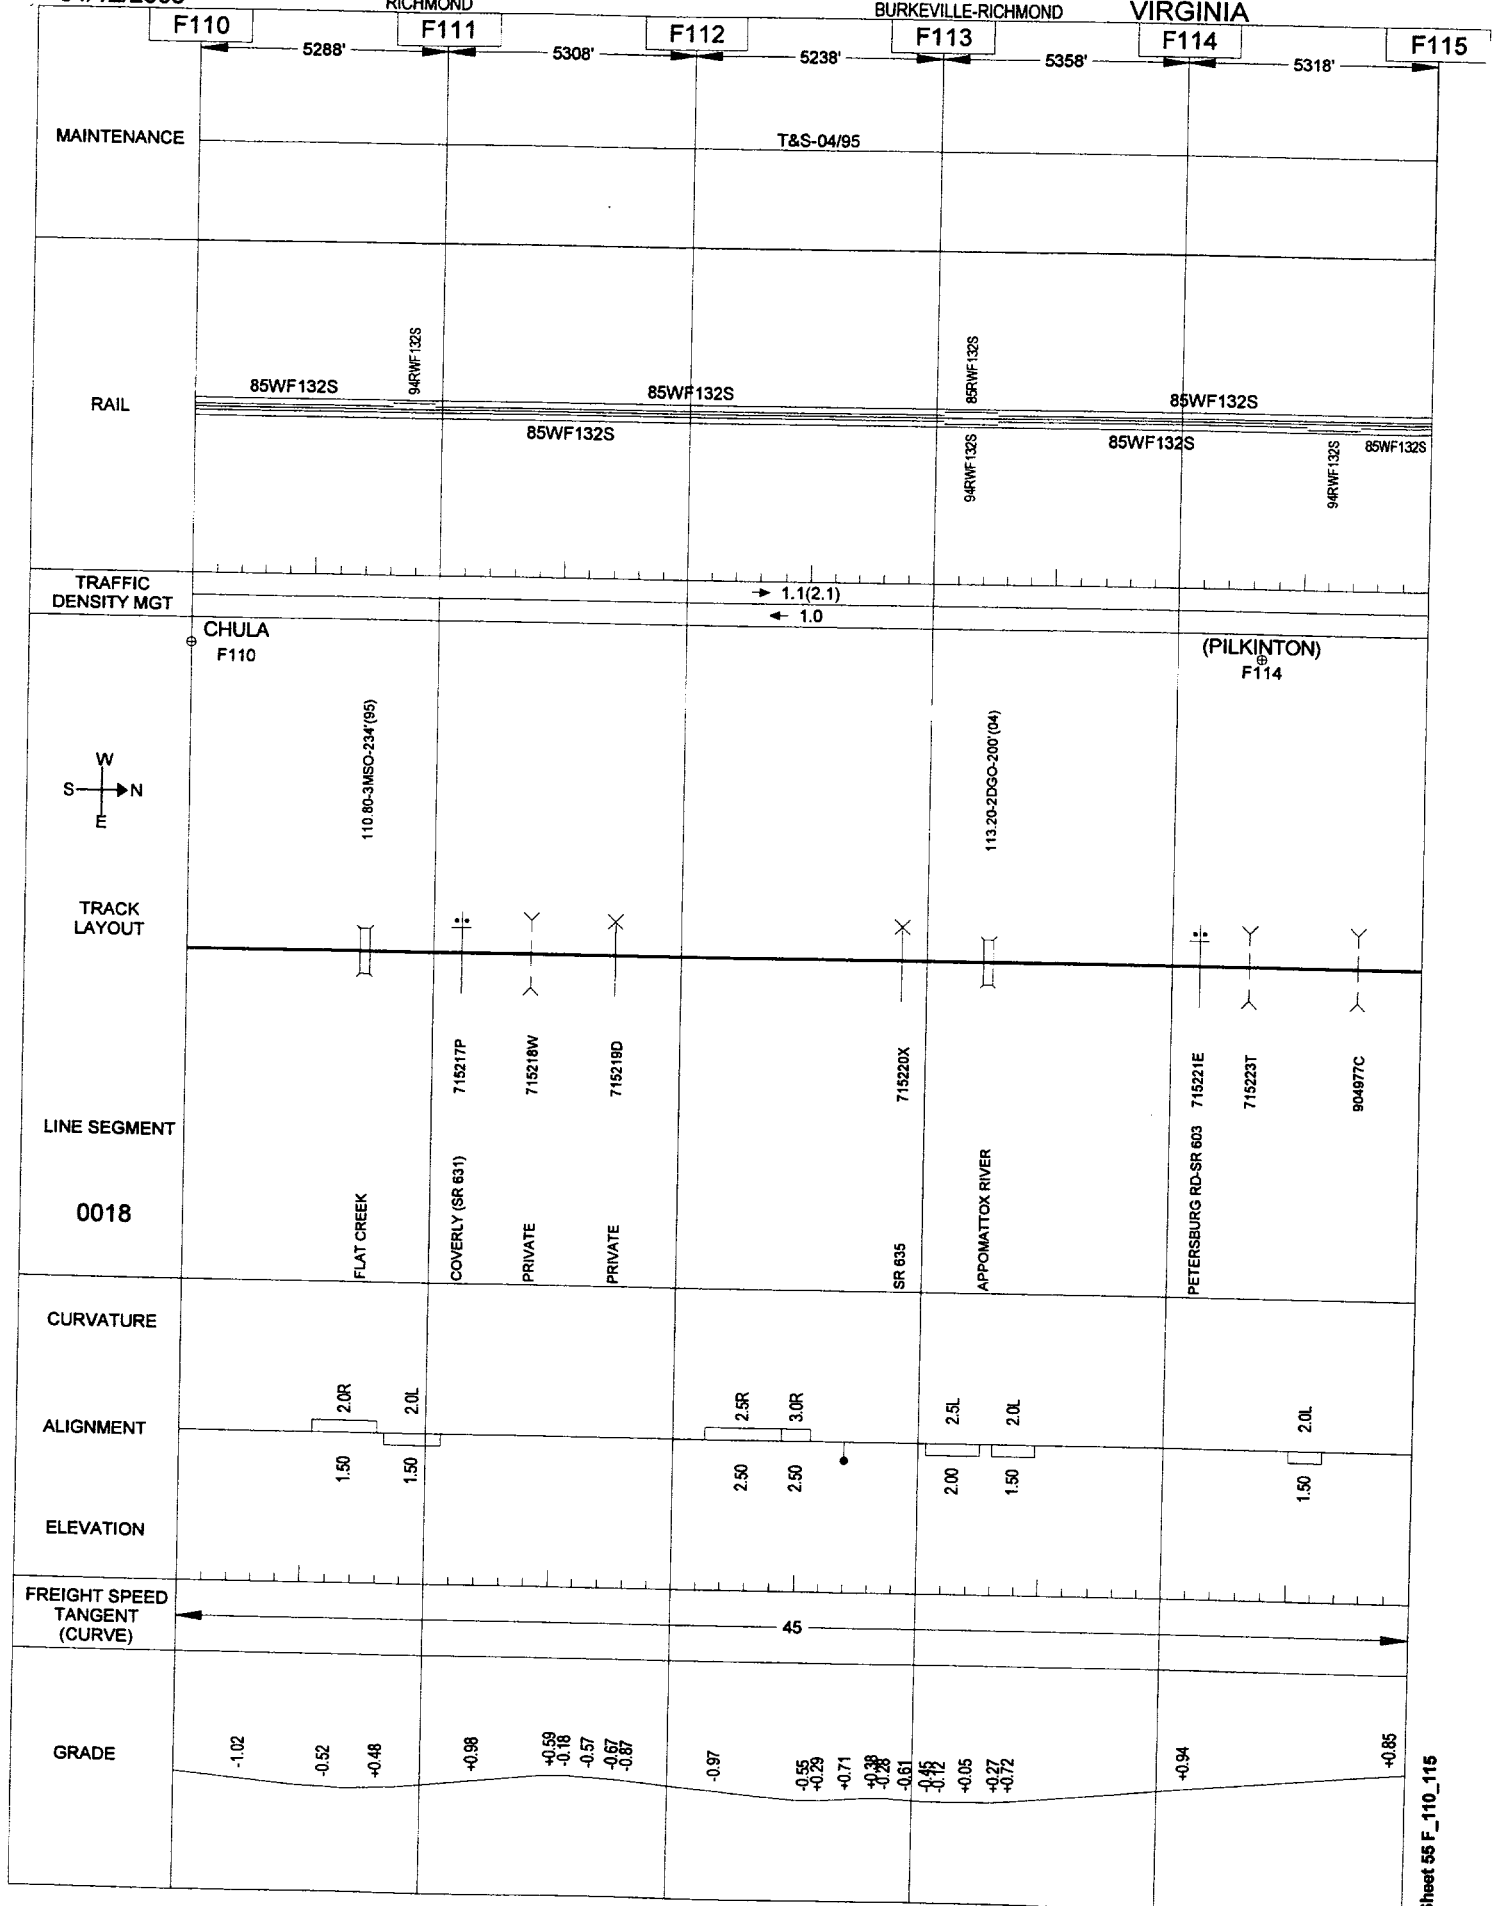 RICHMOND
BURKEVILLE-RICHMOND
VIRGINIA
F110
F111
F112
F113
F114
F115
5288'
5308'
5238'
5358'
5318'
MAINTENANCE
T&S-04/95
RAIL
85WF132S
94RWF132S
85WF132S
85RWF132S
85WF132S
85WF132S
94RWF132S
85WF132S
94RWF132S
85WF132S
TRAFFIC
DENSITY MGT
1.1(2.1)
1.0
CHULA
F110
(PILKINTON)
F114
W
S N
E
110.80-3MSO-234'(95)
113.20-2DGO-200'(04)
TRACK
LAYOUT
715217P
715218W
715219D
715220X
715221E
715223T
904977C
LINE SEGMENT
0018
FLAT CREEK
COVERLY (SR 631)
PRIVATE
PRIVATE
SR 635
APPOMATTOX RIVER
PETERSBURG RD-SR 603
CURVATURE
2.0R
2.0L
2.5R
3.0R
2.5L
2.0L
2.0L
ALIGNMENT
1.50
1.50
2.50
2.50
2.00
1.50
1.50
ELEVATION
FREIGHT SPEED
TANGENT
(CURVE)
45
GRADE
-1.02
-0.52
+0.48
+0.98
+0.59
-0.18
-0.57
-0.67
-0.87
-0.97
-0.55
+0.29
+0.71
+0.38
-0.28
-0.61
-0.45
-0.12
+0.05
+0.27
+0.72
+0.94
+0.85
Sheet 55 F_110_115